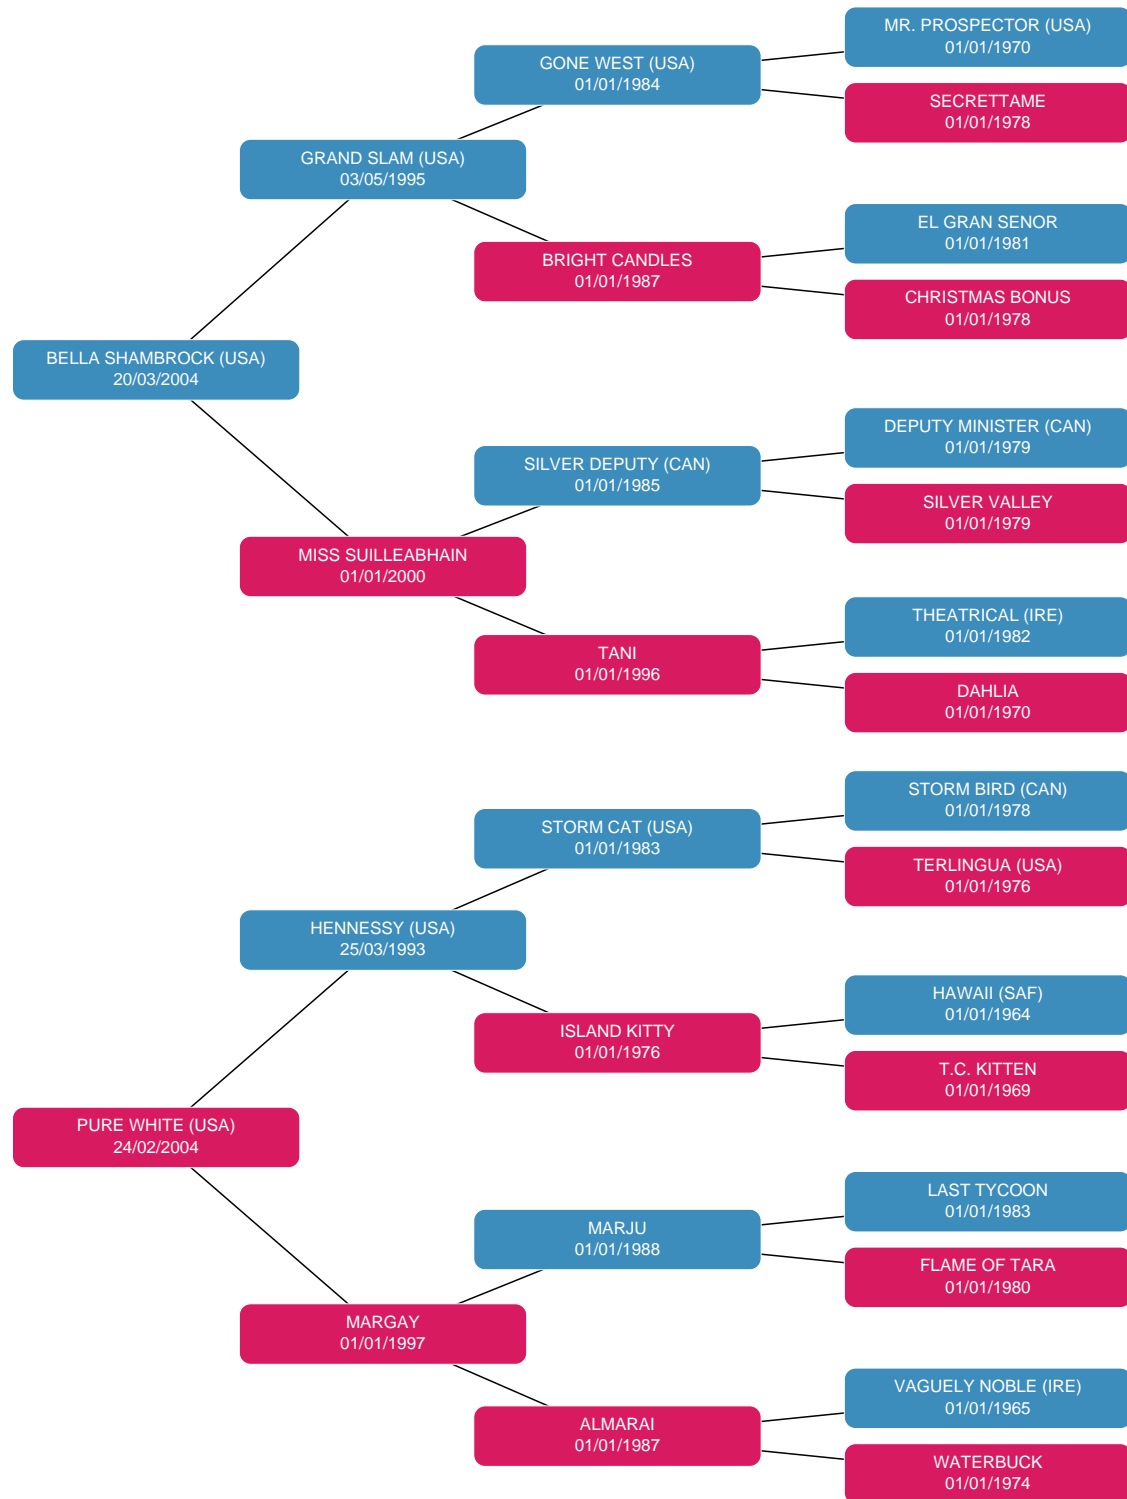 MR. PROSPECTOR (USA)
01/01/1970
GONE WEST (USA)
01/01/1984
SECRETTAME
01/01/1978
GRAND SLAM (USA)
03/05/1995
EL GRAN SENOR
01/01/1981
BRIGHT CANDLES
01/01/1987
CHRISTMAS BONUS
01/01/1978
BELLA SHAMBROCK (USA)
20/03/2004
DEPUTY MINISTER (CAN)
01/01/1979
SILVER DEPUTY (CAN)
01/01/1985
SILVER VALLEY
01/01/1979
MISS SUILLEABHAIN
01/01/2000
THEATRICAL (IRE)
01/01/1982
TANI
01/01/1996
DAHLIA
01/01/1970
STORM BIRD (CAN)
01/01/1978
STORM CAT (USA)
01/01/1983
TERLINGUA (USA)
01/01/1976
HENNESSY (USA)
25/03/1993
HAWAII (SAF)
01/01/1964
ISLAND KITTY
01/01/1976
T.C. KITTEN
01/01/1969
PURE WHITE (USA)
24/02/2004
LAST TYCOON
01/01/1983
MARJU
01/01/1988
FLAME OF TARA
01/01/1980
MARGAY
01/01/1997
VAGUELY NOBLE (IRE)
01/01/1965
ALMARAI
01/01/1987
WATERBUCK
01/01/1974